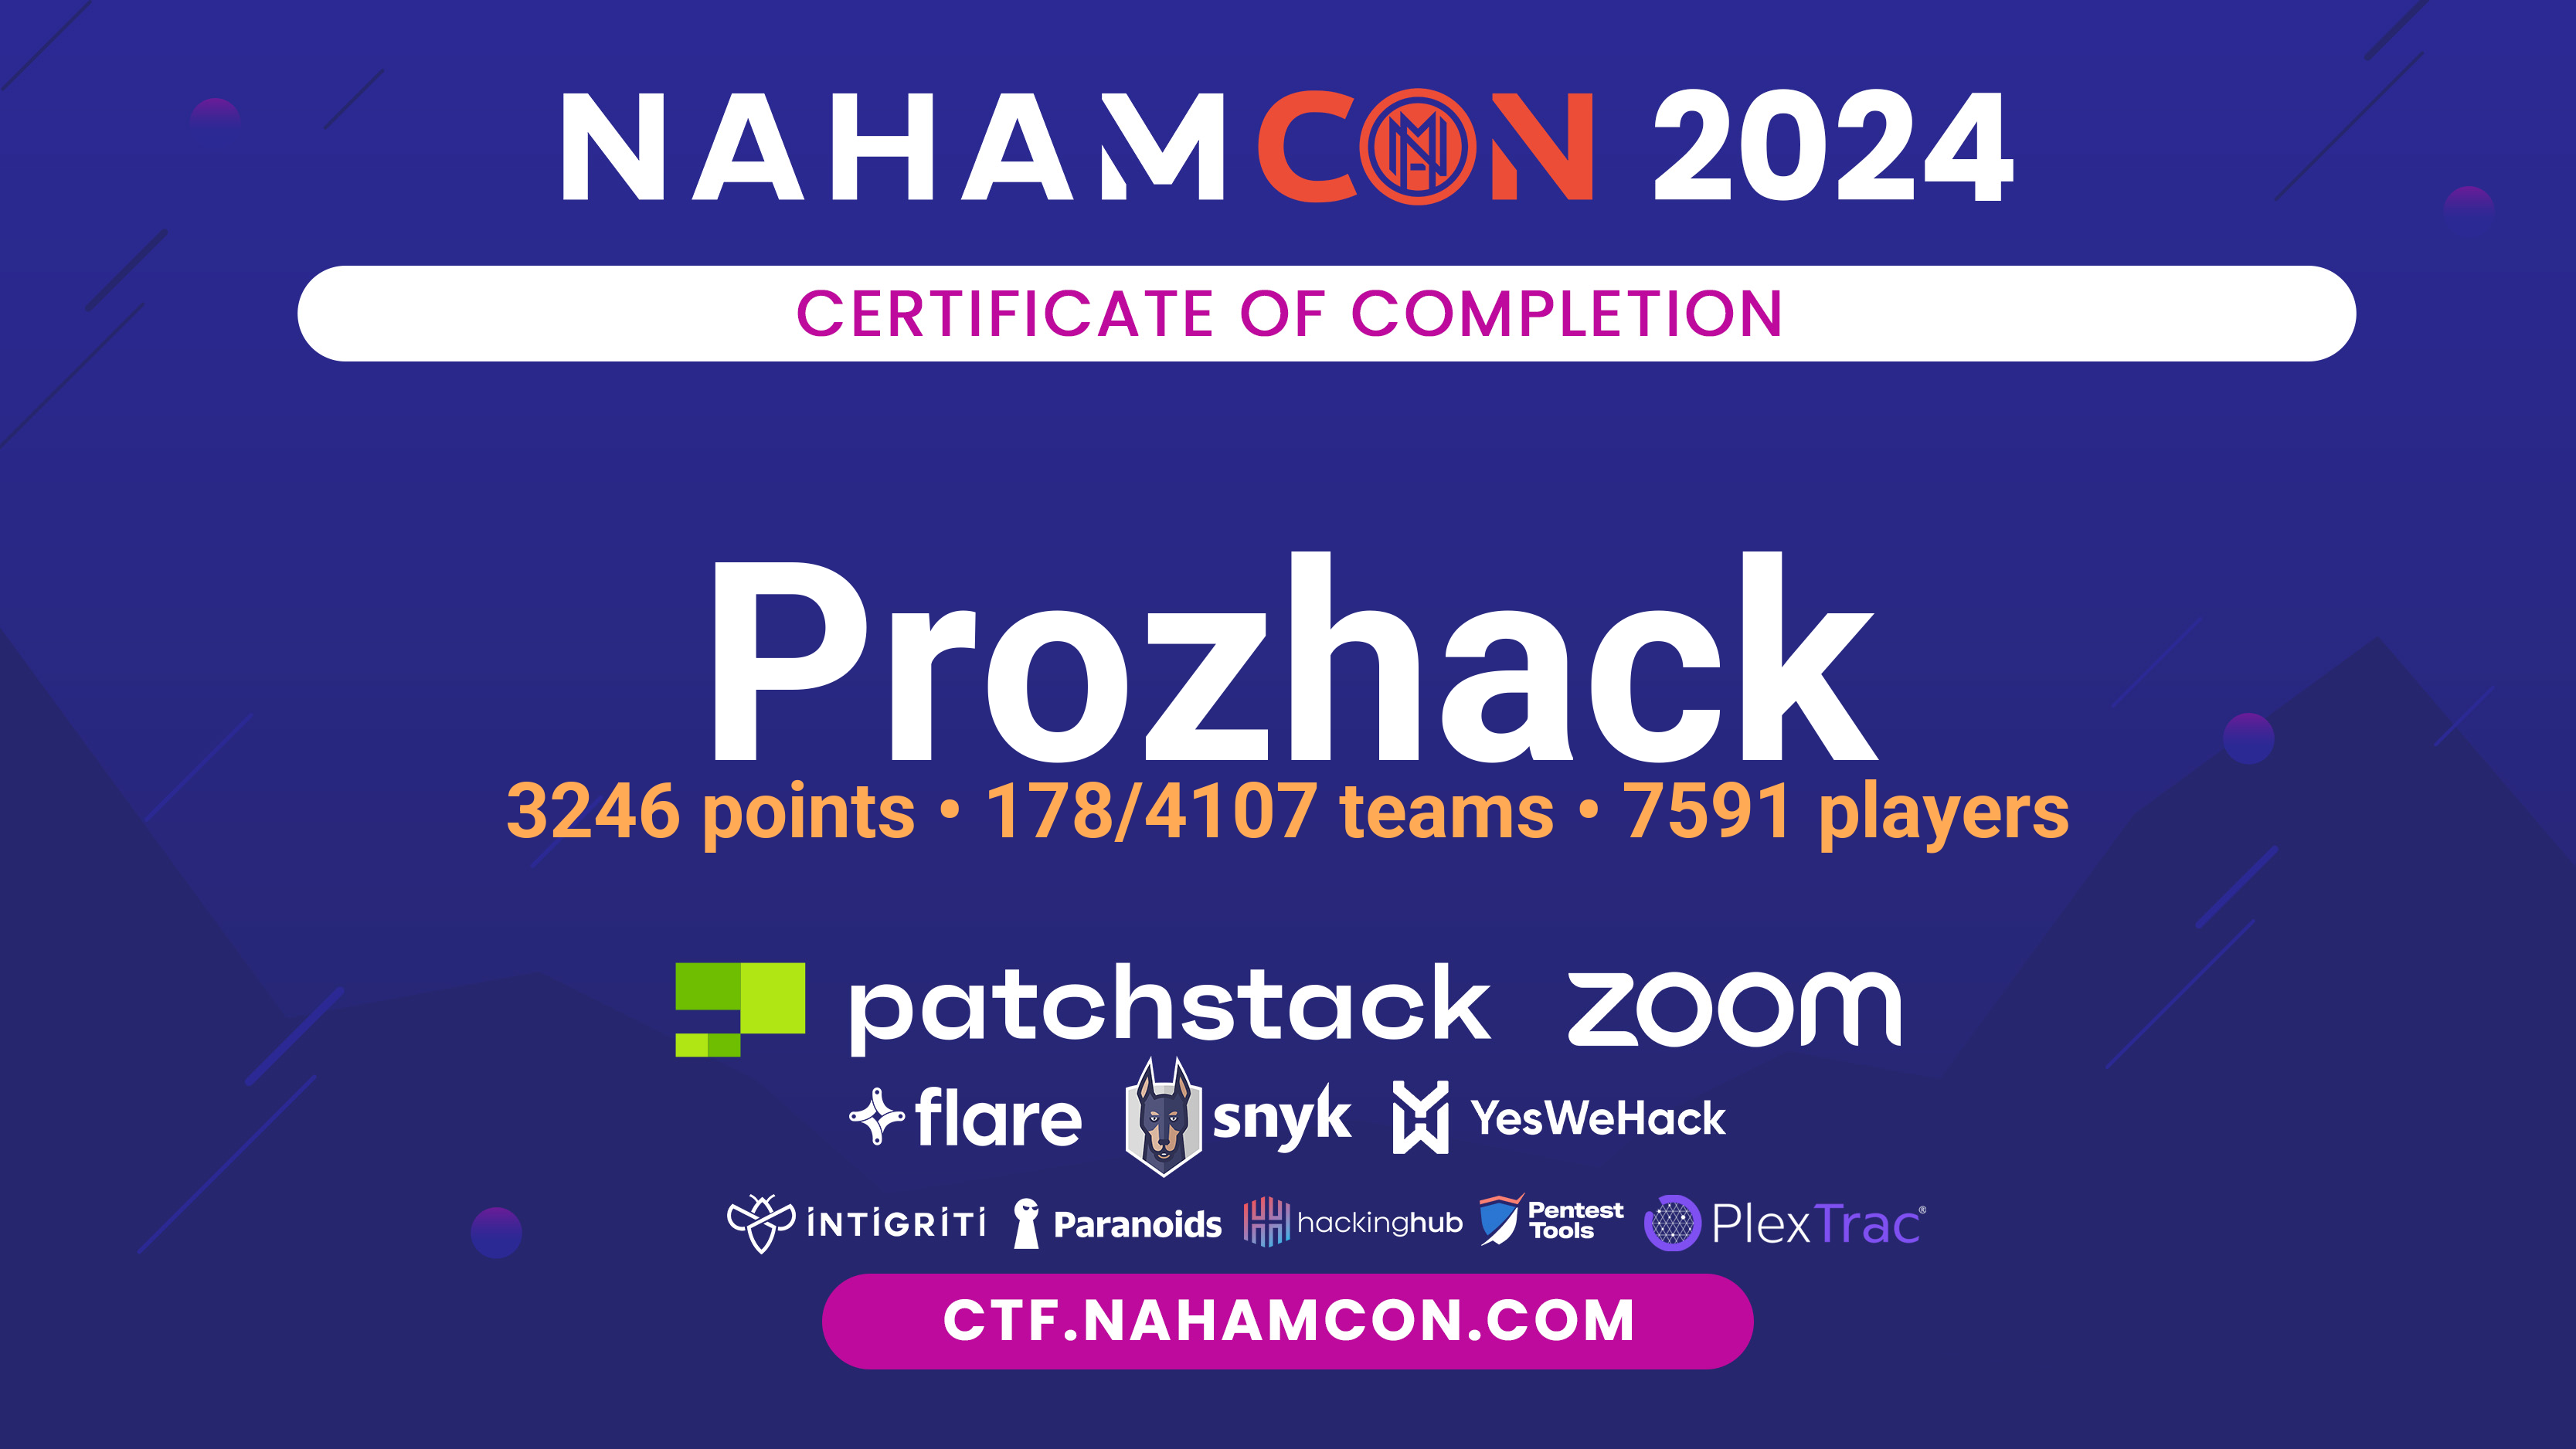 NAHAMCON 2024
CERTIFICATE OF COMPLETION
Prozhack
3246 points • 178/4107 teams • 7591 players
patchstack zoom
flare snyk YesWeHack
INTIGRITI Paranoids hackinghub Pentest Tools PlexTrac®
CTF.NAHAMCON.COM